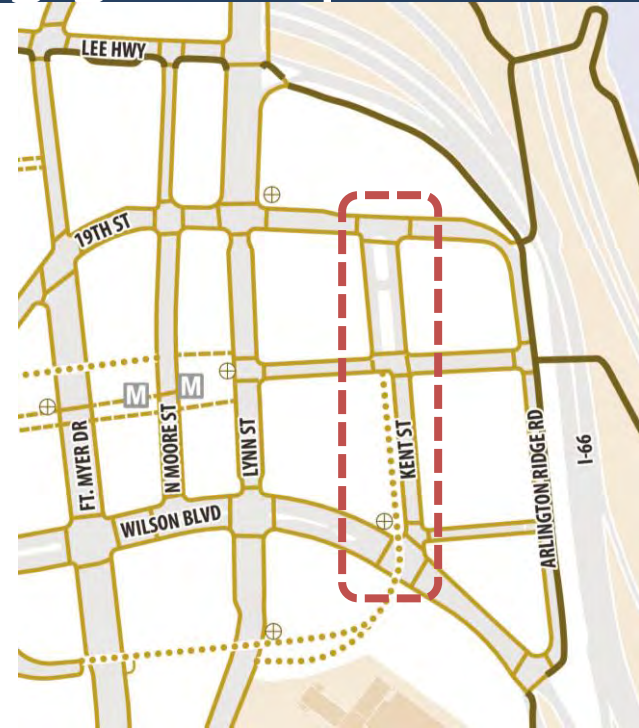 LEE HWY
19TH ST
M
M
FT. MYER DR
N MOORE ST
LYNN ST
KENT ST
ARLINGTON RIDGE RD
I-66
WILSON BLVD